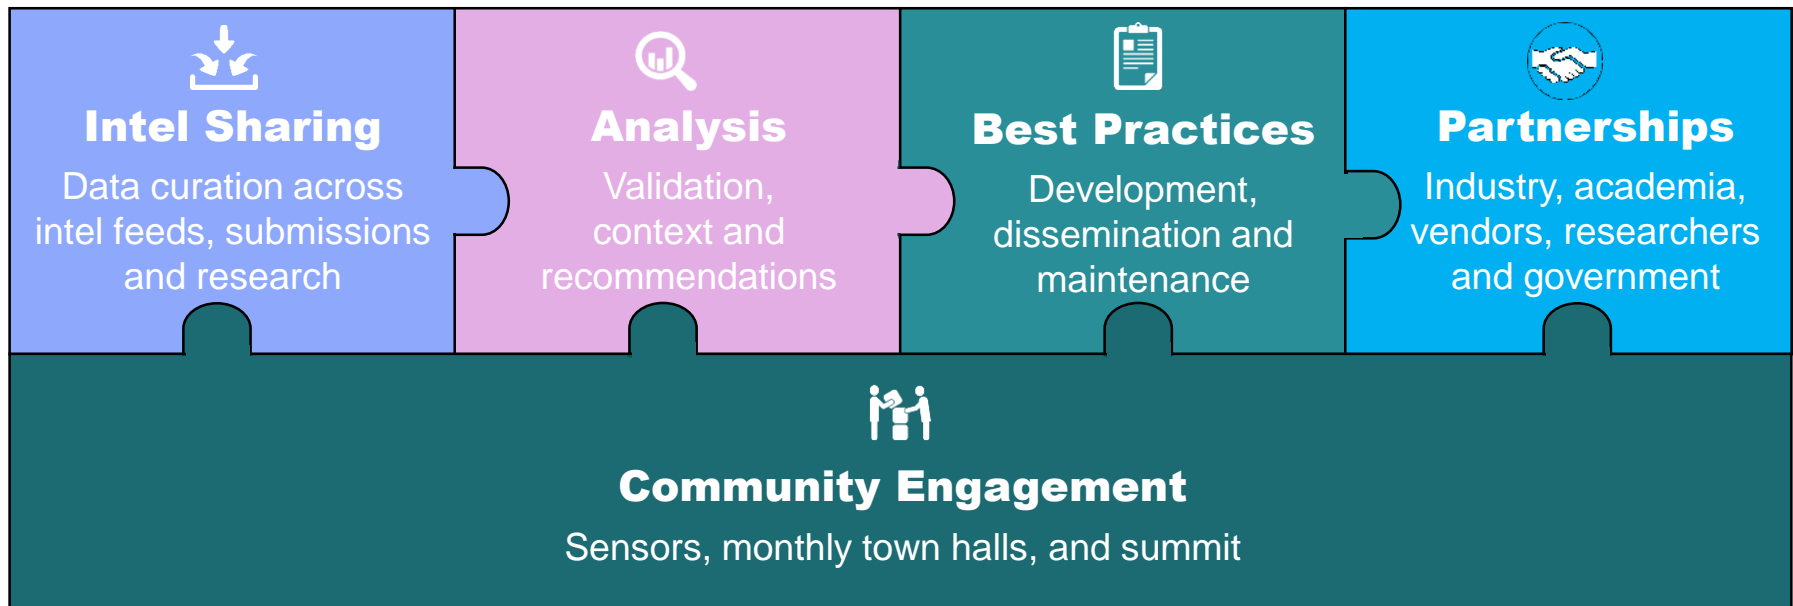 Intel Sharing
Data curation across
intel feeds, submissions
and research
Analysis
Validation,
context and
recommendations
Best Practices
Development,
dissemination and
maintenance
Partnerships
Industry, academia,
vendors, researchers
and government
Community Engagement
Sensors, monthly town halls, and summit